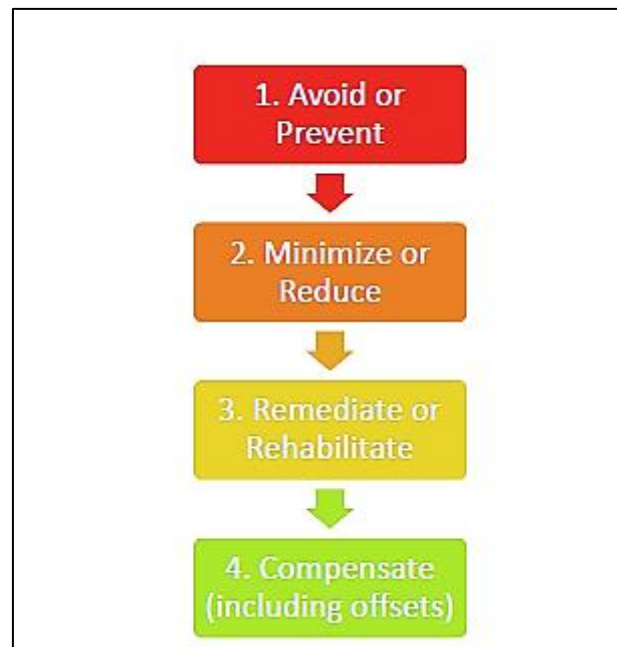 1. Avoid or
Prevent
2. Minimize or
Reduce
3. Remediate or
Rehabilitate
4. Compensate
(including offsets)